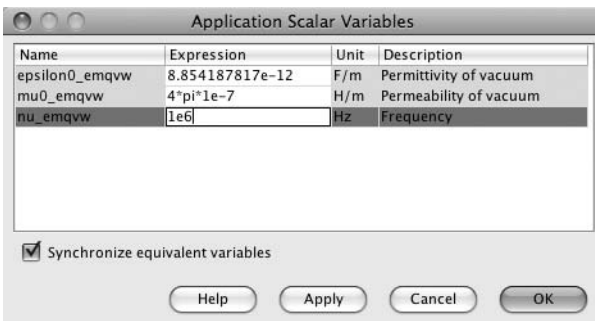 Application Scalar Variables
Name Expression Unit Description
epsilon0_emqvw 8.854187817e-12 F/m Permittivity of vacuum
mu0_emqvw 4*pi*1e-7 H/m Permeability of vacuum
nu_emqvw 1e6 Hz Frequency
Synchronize equivalent variables
Help Apply Cancel OK